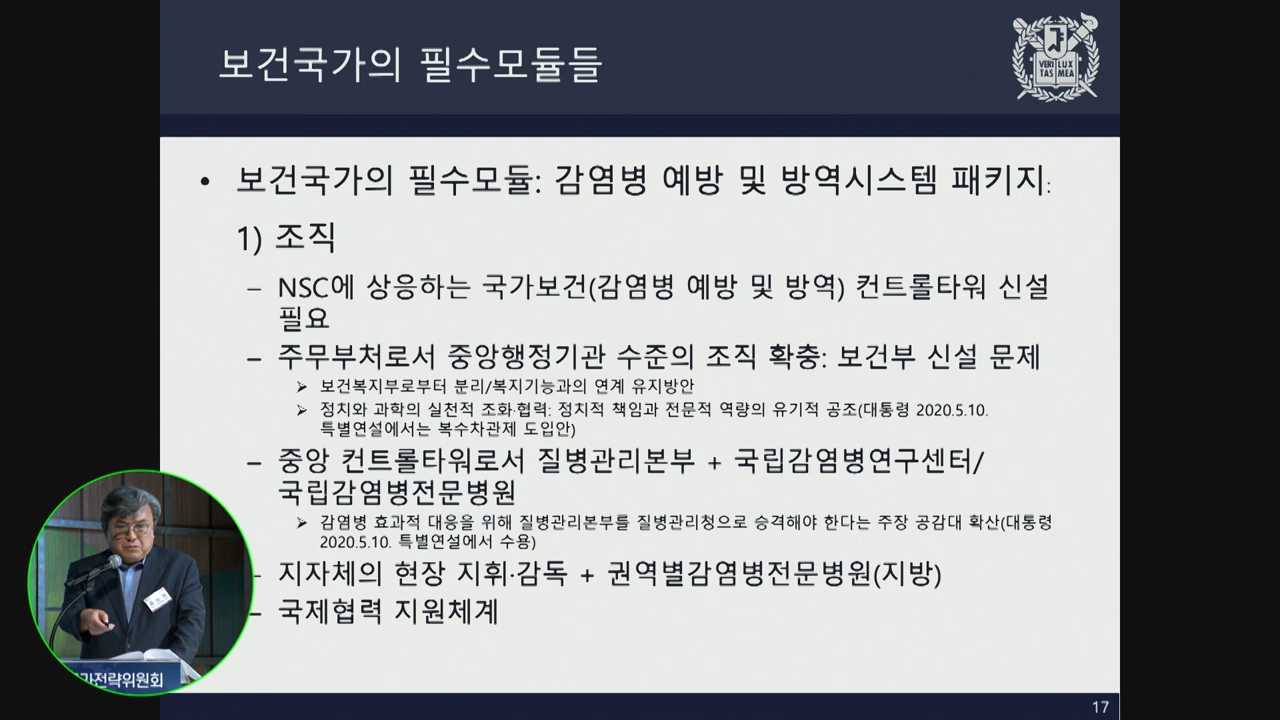 보건국가의 필수모듈들
VERI LUX
TAS MEA
• 보건국가의 필수모듈: 감염병 예방 및 방역시스템 패키지:
1) 조직
– NSC에 상응하는 국가보건(감염병 예방 및 방역) 컨트롤타워 신설
필요
– 주무부처로서 중앙행정기관 수준의 조직 확충: 보건부 신설 문제
➢ 보건복지부로부터 분리/복지기능과의 연계 유지방안
➢ 정치와 과학의 실천적 조화·협력: 정치적 책임과 전문적 역량의 유기적 공조(대통령 2020.5.10.
특별연설에서는 복수차관제 도입안)
– 중앙 컨트롤타워로서 질병관리본부 + 국립감염병연구센터/
국립감염병전문병원
➢ 감염병 효과적 대응을 위해 질병관리본부를 질병관리청으로 승격해야 한다는 주장 공감대 확산(대통령
2020.5.10. 특별연설에서 수용)
– 지자체의 현장 지휘·감독 + 권역별감염병전문병원(지방)
– 국제협력 지원체계
가전략위원회
17